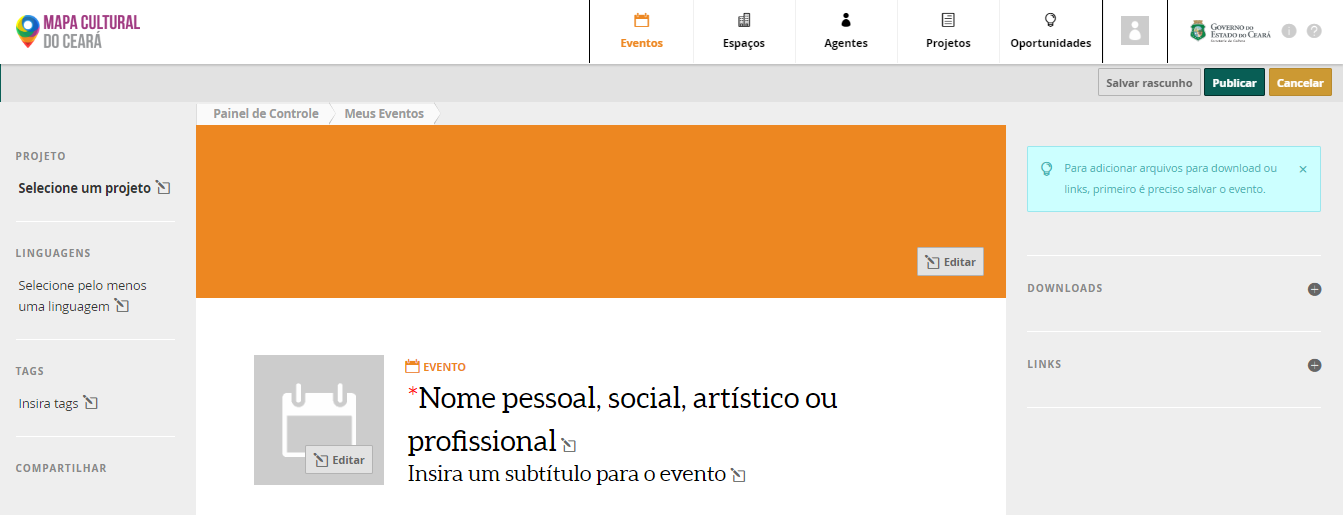 MAPA CULTURAL
DO CEARÁ
Eventos
Espaços
Agentes
Projetos
Oportunidades
GOVERNO DO
ESTADO DO CEARÁ
Secretaria da Cultura
i
?
Salvar rascunho
Publicar
Cancelar
Painel de Controle
Meus Eventos
PROJETO
Selecione um projeto
LINGUAGENS
Selecione pelo menos
uma linguagem
TAGS
Insira tags
COMPARTILHAR
Editar
Editar
EVENTO
*Nome pessoal, social, artístico ou
profissional
Insira um subtítulo para o evento
Para adicionar arquivos para download ou
links, primeiro é preciso salvar o evento.
DOWNLOADS
LINKS